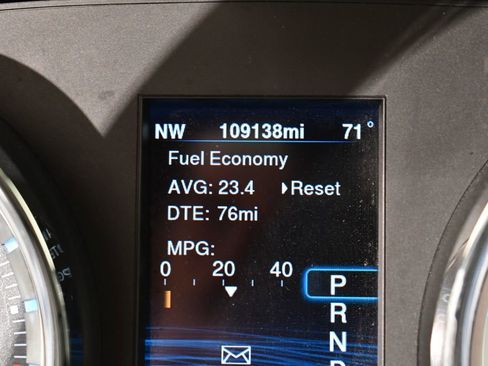 NW 109138mi 71°
Fuel Economy
AVG: 23.4 Reset
DTE: 76mi
MPG:
0 20 40
P
R
N